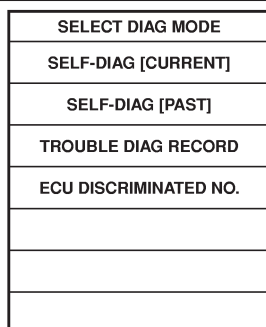 SELECT DIAG MODE
SELF-DIAG [CURRENT]
SELF-DIAG [PAST]
TROUBLE DIAG RECORD
ECU DISCRIMINATED NO.